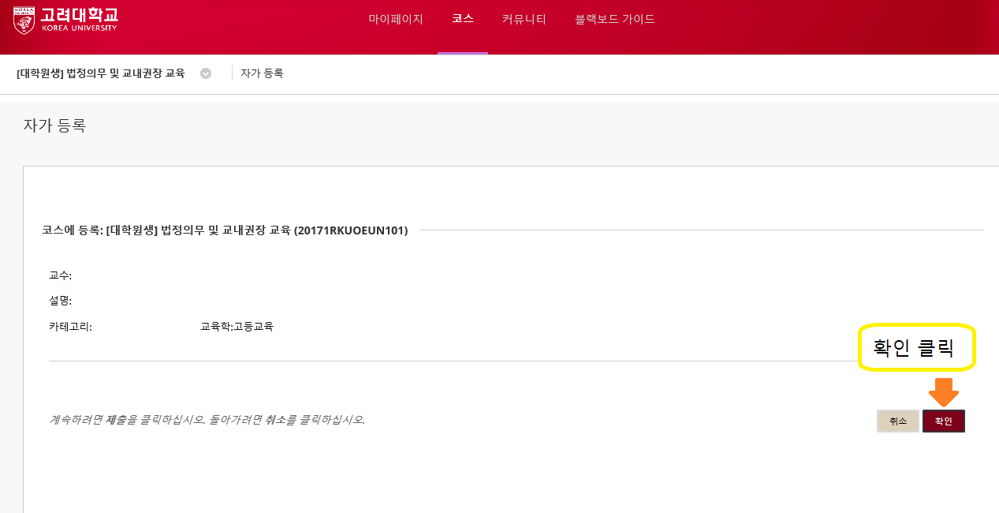 KOREA
고려대학교
KOREA UNIVERSITY
마이페이지 코스 커뮤니티 블랙보드 가이드
[대학원생] 법정의무 및 교내권장 교육 자가 등록
자가 등록
코스에 등록: [대학원생] 법정의무 및 교내권장 교육 (20171RKUOEUN101)
교수:
설명:
카테고리: 교육학:고등교육
확인 클릭
계속하려면 제출을 클릭하십시오. 돌아가려면 취소를 클릭하십시오.
취소 확인